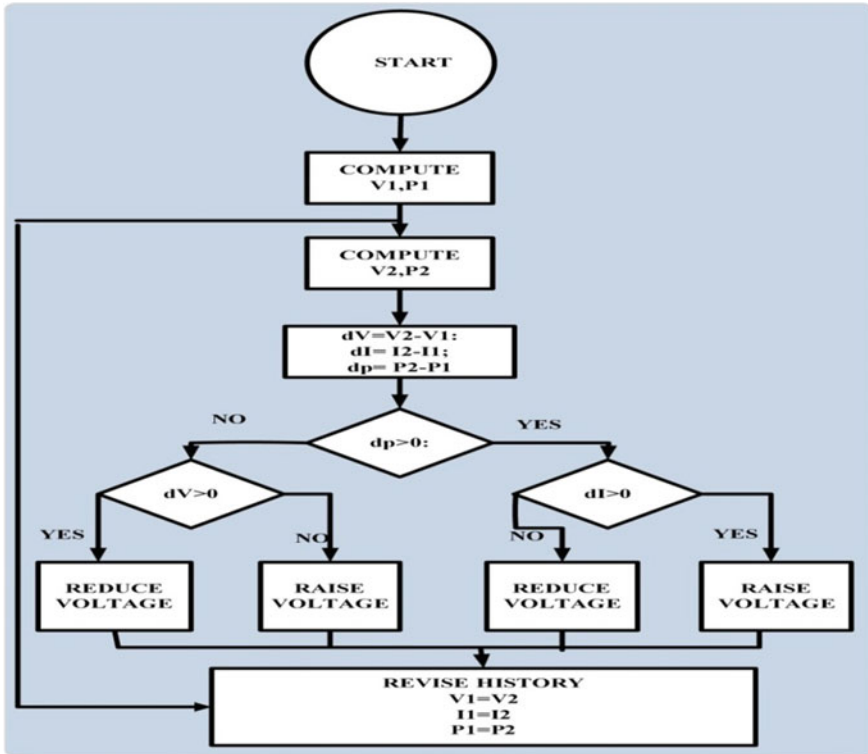 START
COMPUTE
V1,P1
COMPUTE
V2,P2
dV=V2-V1:
dI= I2-I1;
dp= P2-P1
NO
YES
dp>0:
dV>0
dI>0
YES
NO
NO
YES
REDUCE
VOLTAGE
RAISE
VOLTAGE
REDUCE
VOLTAGE
RAISE
VOLTAGE
REVISE HISTORY
V1=V2
I1=I2
P1=P2